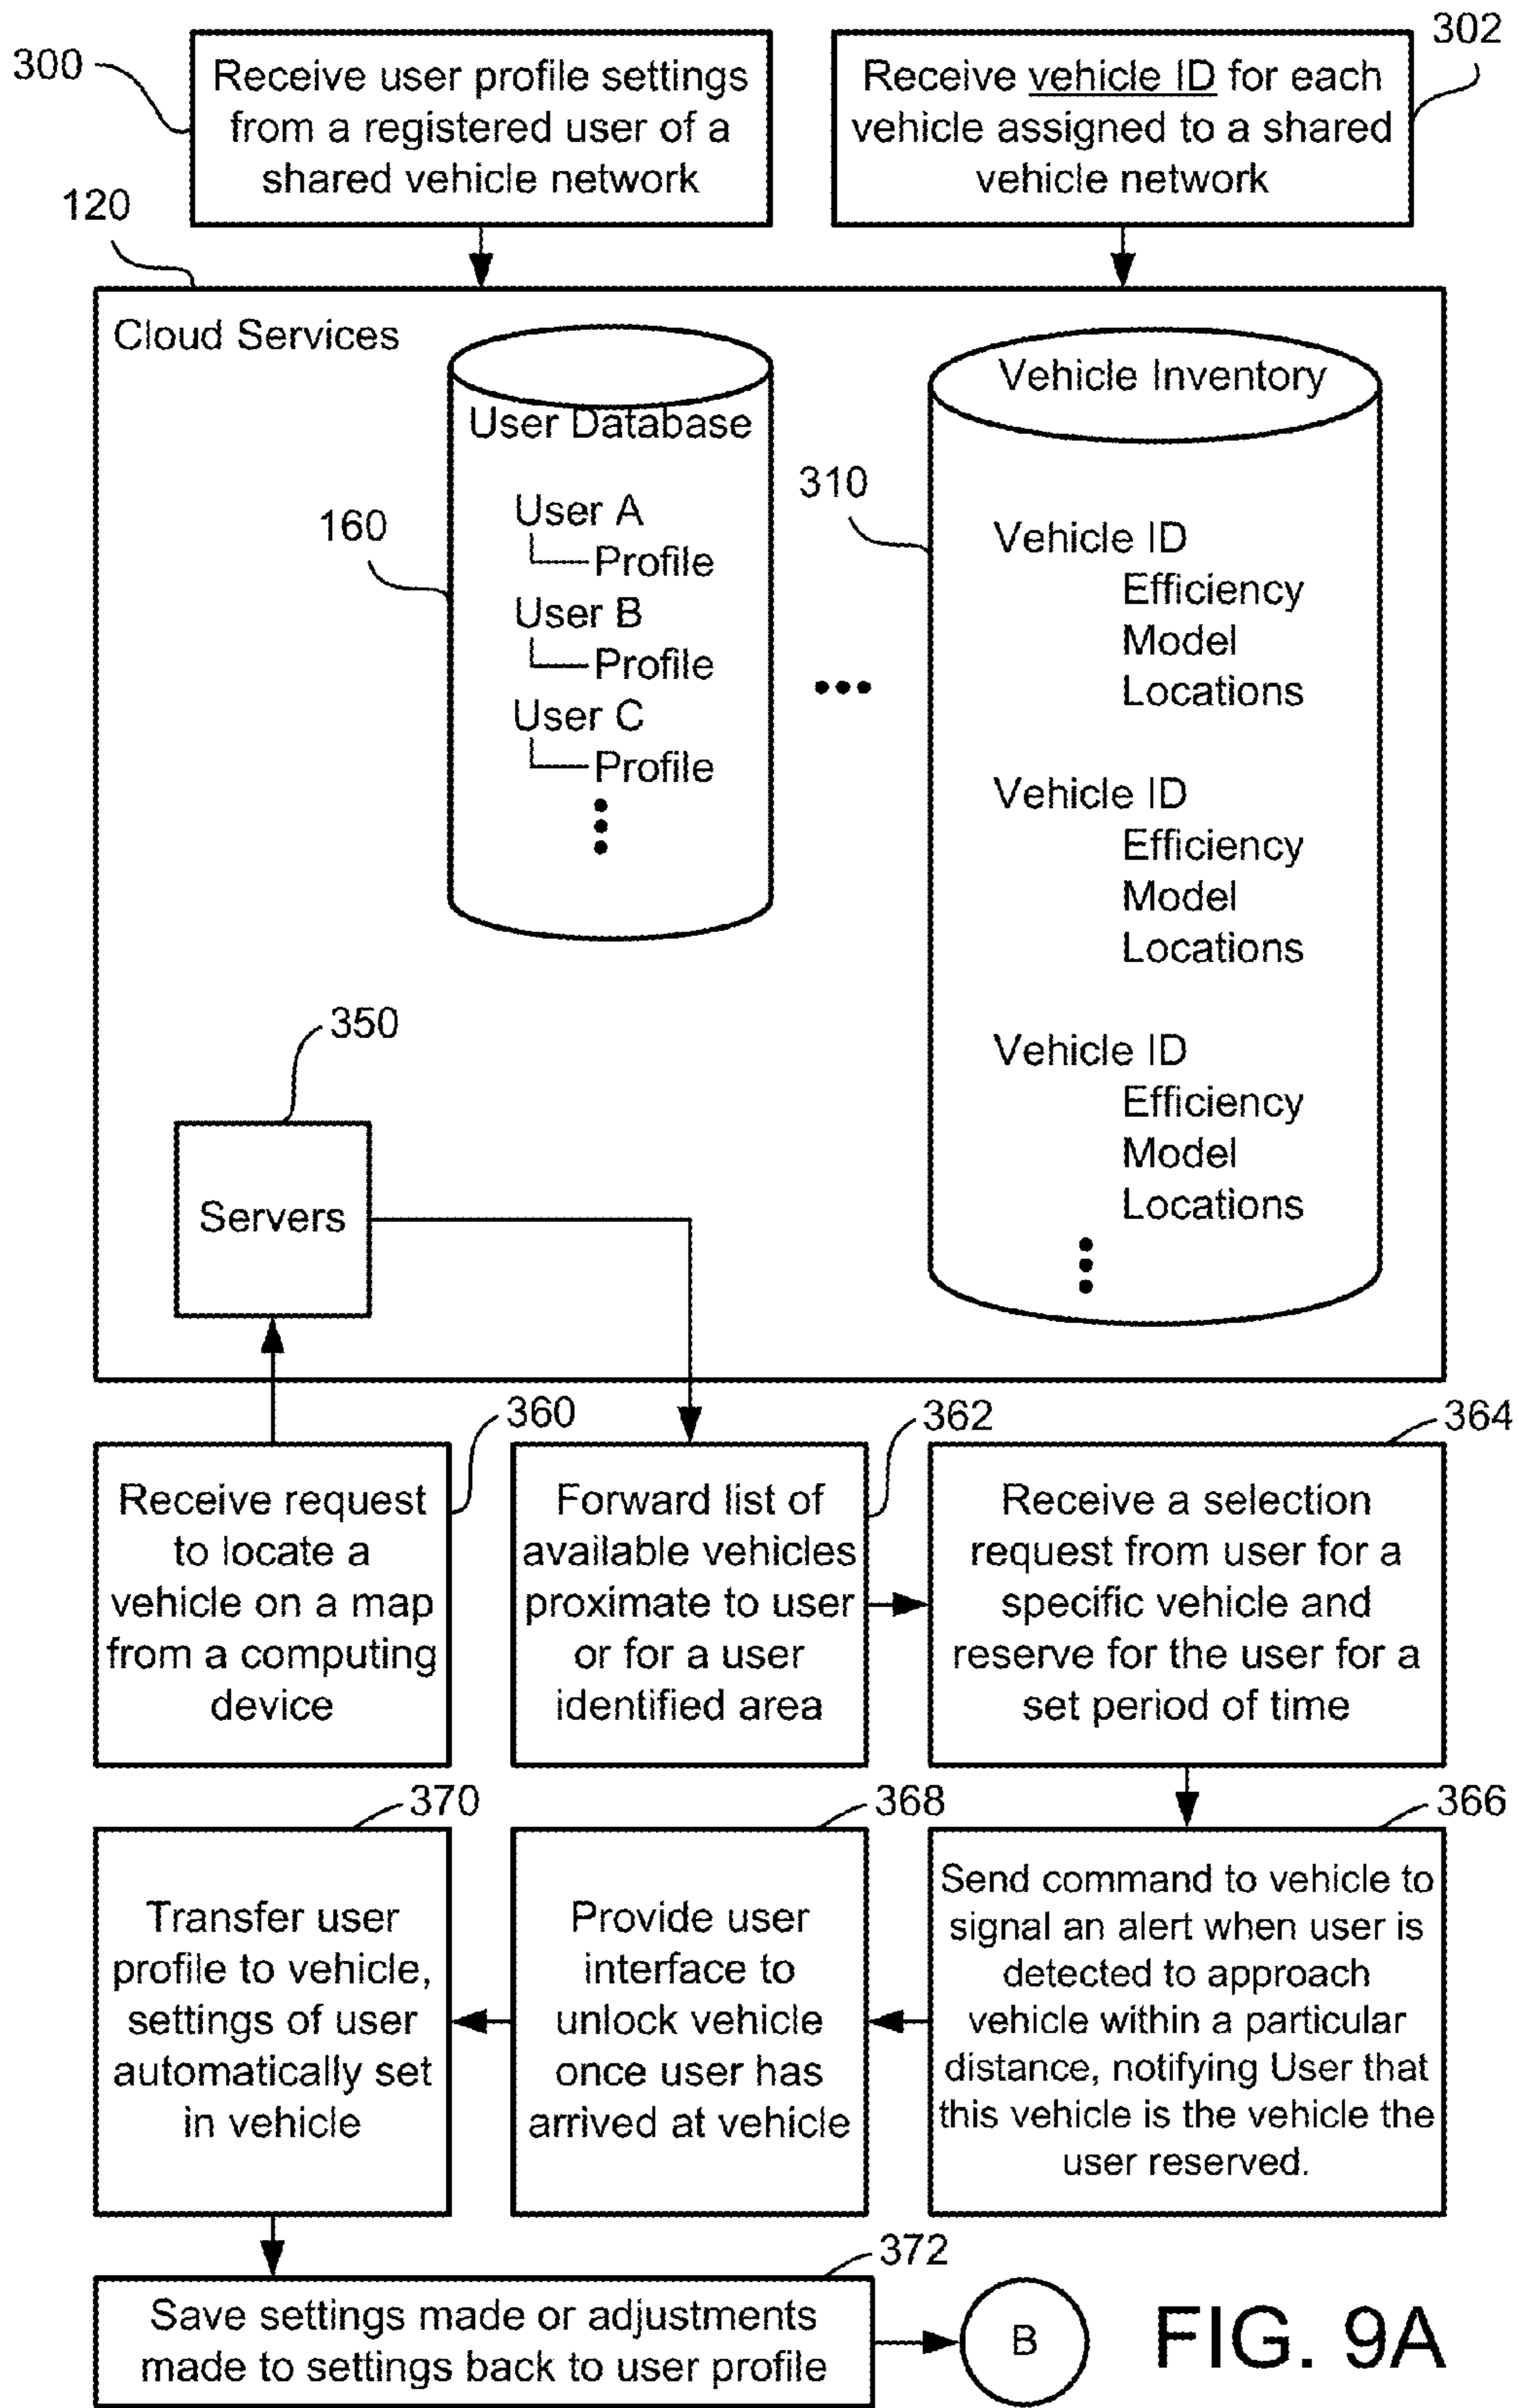 300
Receive user profile settings
from a registered user of a
shared vehicle network
302
Receive vehicle ID for each
vehicle assigned to a shared
vehicle network
120
Cloud Services
User Database
160
User A
Profile
User B
Profile
User C
Profile
310
Vehicle Inventory
Vehicle ID
Efficiency
Model
Locations
Vehicle ID
Efficiency
Model
Locations
Vehicle ID
Efficiency
Model
Locations
350
Servers
360
Receive request
to locate a
vehicle on a map
from a computing
device
362
Forward list of
available vehicles
proximate to user
or for a user
identified area
364
Receive a selection
request from user for a
specific vehicle and
reserve for the user for a
set period of time
366
Send command to vehicle to
signal an alert when user is
detected to approach
vehicle within a particular
distance, notifying User that
this vehicle is the vehicle the
user reserved.
368
Provide user
interface to
unlock vehicle
once user has
arrived at vehicle
370
Transfer user
profile to vehicle,
settings of user
automatically set
in vehicle
372
Save settings made or adjustments
made to settings back to user profile
B
FIG. 9A